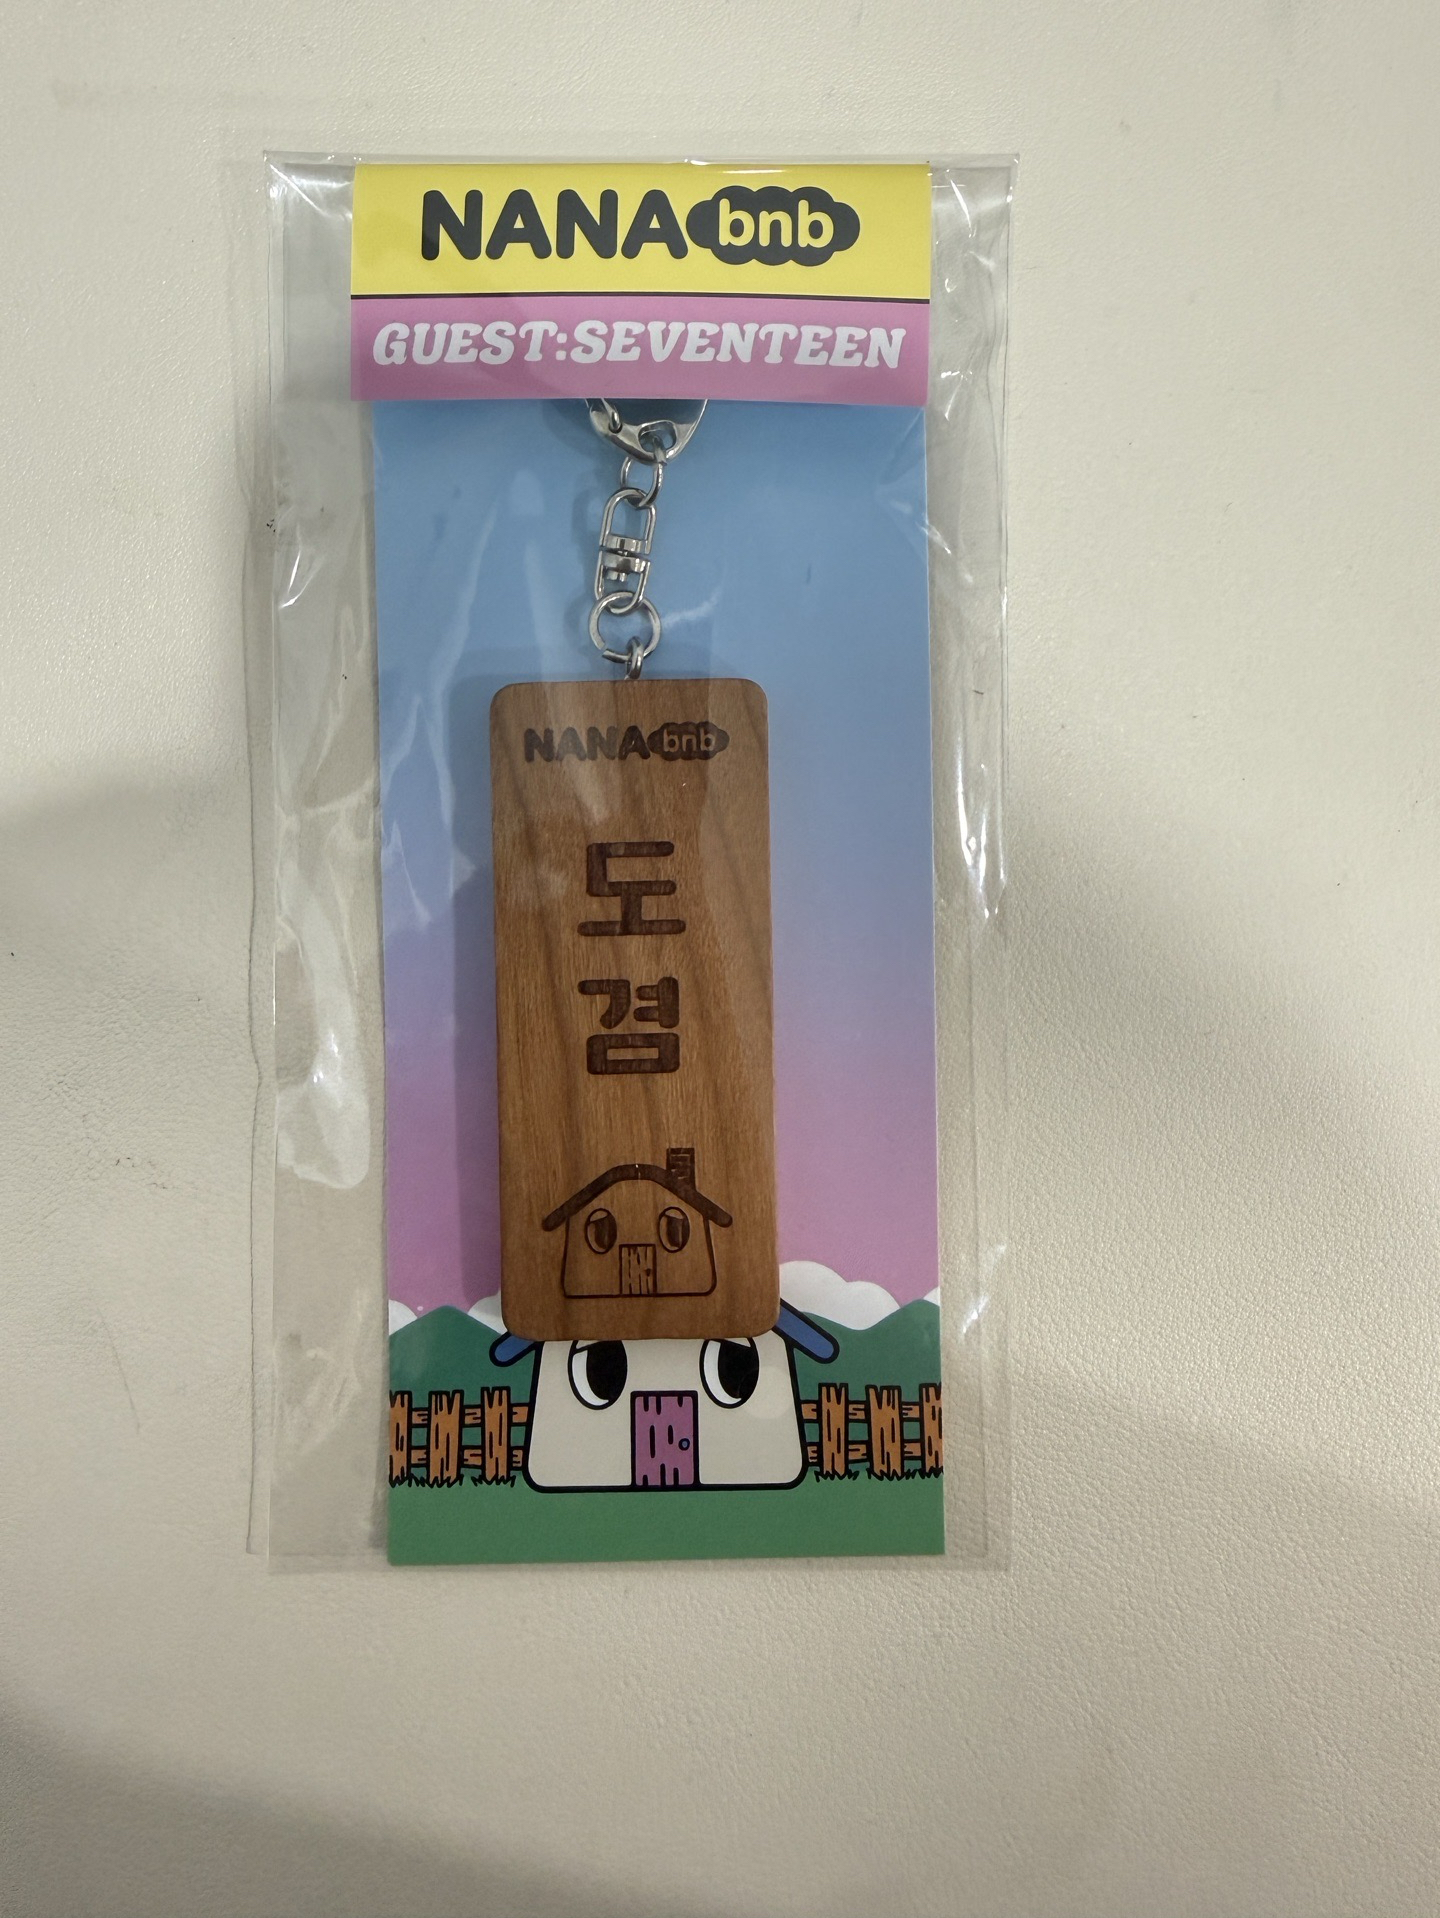 NANA bnb
GUEST:SEVENTEEN
NANA bnb
도
겸